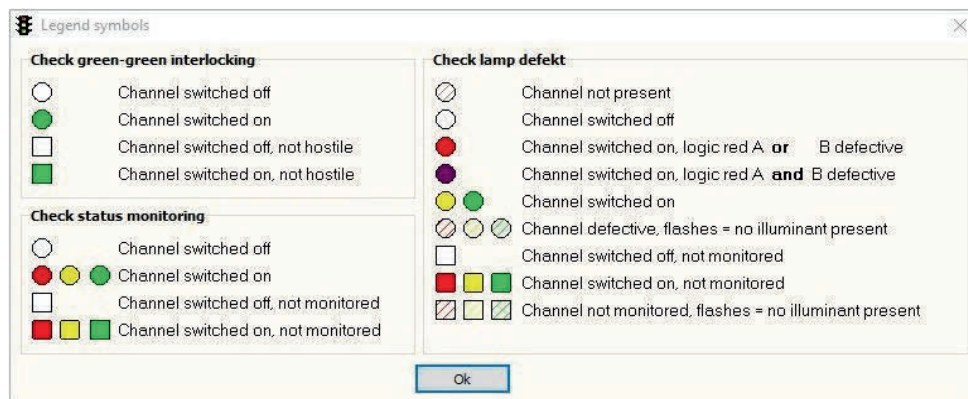 Legend symbols
Check green-green interlocking
Channel switched off
Channel switched on
Channel switched off, not hostile
Channel switched on, not hostile
Check status monitoring
Channel switched off
Channel switched on
Channel switched off, not monitored
Channel switched on, not monitored
Check lamp defekt
Channel not present
Channel switched off
Channel switched on, logic red A or B defective
Channel switched on, logic red A and B defective
Channel switched on
Channel defective, flashes = no illuminant present
Channel switched off, not monitored
Channel switched on, not monitored
Channel not monitored, flashes = no illuminant present
Ok